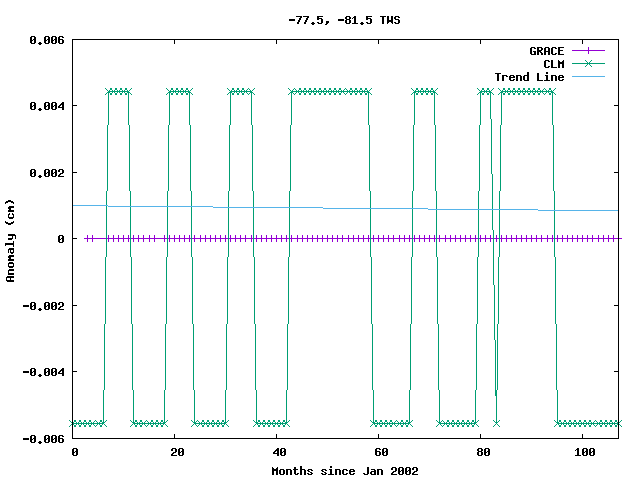 -77.5, -81.5 TWS
GRACE
CLM
Trend Line
0.006
0.004
0.002
0
-0.002
-0.004
-0.006
Anomaly (cm)
0 20 40 60 80 100
Months since Jan 2002